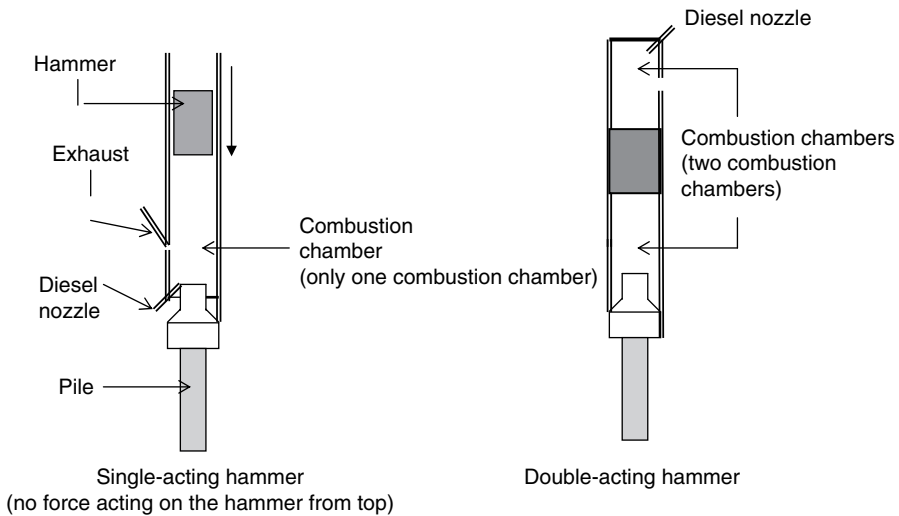 Hammer
Exhaust
Diesel
nozzle
Pile
Combustion
chamber
(only one combustion chamber)
Single-acting hammer
(no force acting on the hammer from top)
Diesel nozzle
Combustion chambers
(two combustion
chambers)
Double-acting hammer